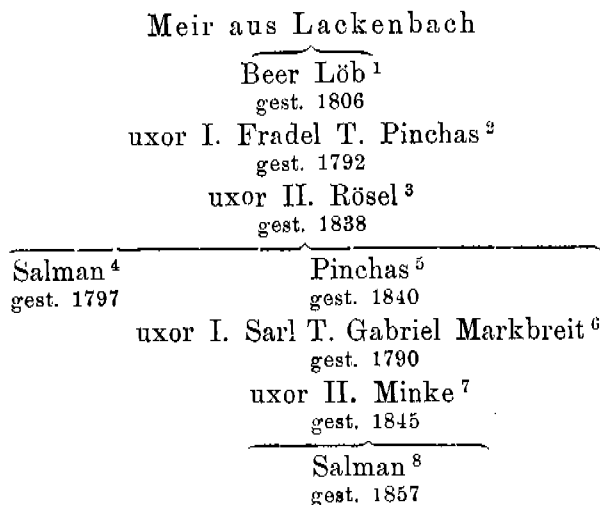 Meir aus Lackenbach
Beer Löb ¹
gest. 1806
uxor I. Fradel T. Pinchas ²
gest. 1792
uxor II. Rösel ³
gest. 1838
Salman ⁴ Pinchas ⁵
gest. 1797 gest. 1840
uxor I. Sarl T. Gabriel Markbreit ⁶
gest. 1790
uxor II. Minke ⁷
gest. 1845
Salman ⁸
gest. 1857